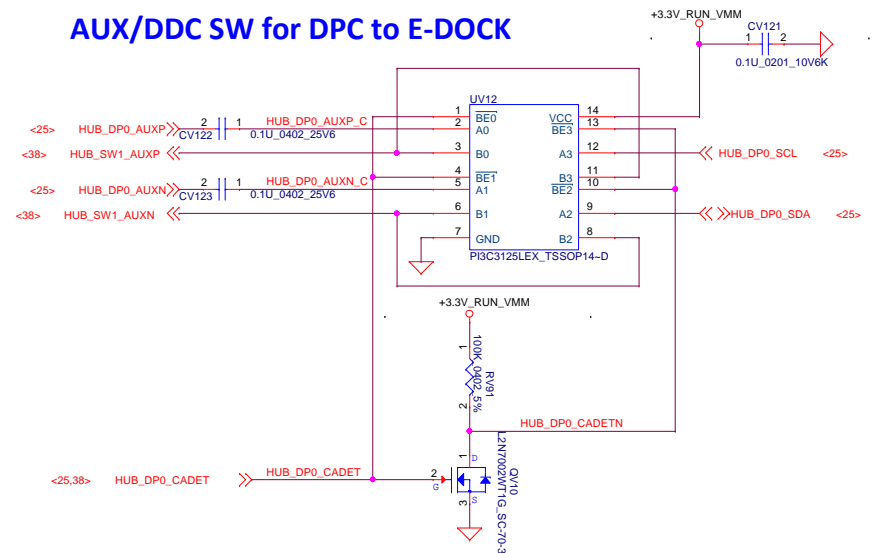 AUX/DDC SW for DPC to E-DOCK
+3.3V_RUN_VMM
CV121
1 2
0.1U_0201_10V6K
UV12
<25> HUB_DP0_AUXP 2 1 HUB_DP0_AUXP_C
CV122 0.1U_0402_25V6
<38> HUB_SW1_AUXP
<25> HUB_DP0_AUXN 2 1 HUB_DP0_AUXN_C
CV123 0.1U_0402_25V6
<38> HUB_SW1_AUXN
1 BE0 VCC 14
2 A0 BE3 13
3 B0 A3 12 HUB_DP0_SCL <25>
4 BE1 B3 11
5 A1 BE2 10
6 B1 A2 9 HUB_DP0_SDA <25>
7 GND B2 8
PI3C3125LEX_TSSOP14~D
+3.3V_RUN_VMM
1
100K_0402_5%
RV91
2
HUB_DP0_CADETN
<25,38> HUB_DP0_CADET HUB_DP0_CADET
1 D
2 G
3 S
QV10
L2N7002WT1G_SC-70-3